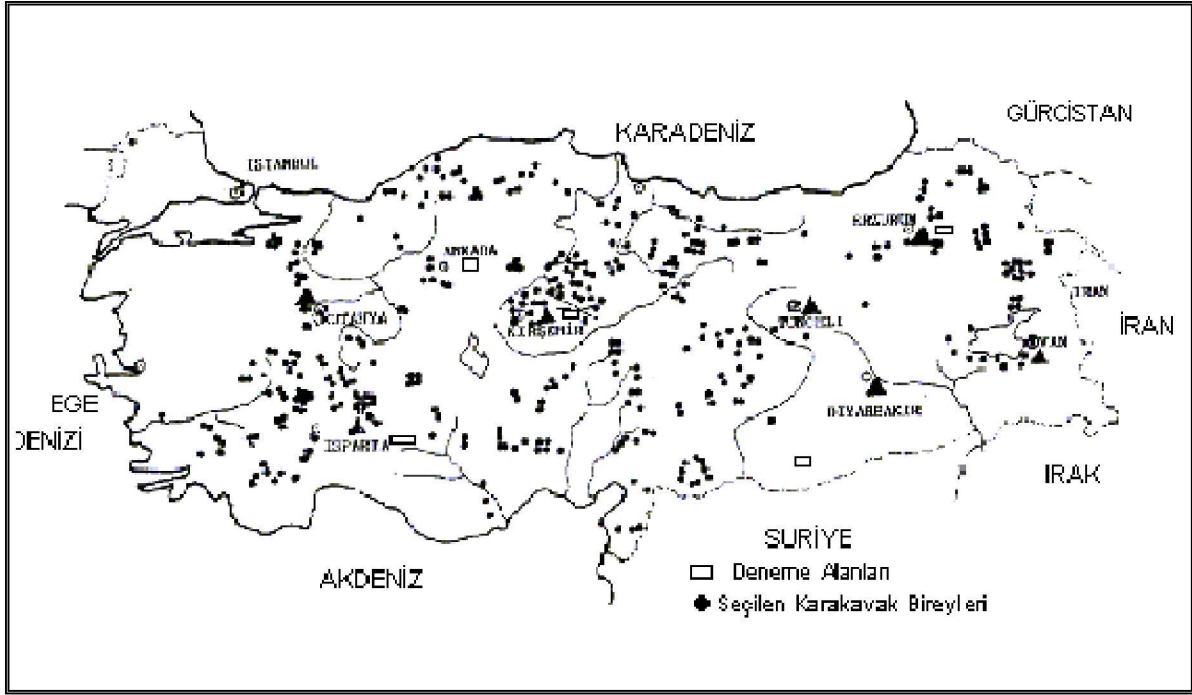 GÜRCİSTAN
KARADENİZ
İSTANBUL
ERZURUM
ANKARA
İRAN
KÜTAHYA
KIRŞEHİR
TUNCELİ
İRAN
VAN
EGE
DENİZİ
DİYARBAKIR
ISPARTA
IRAK
SURİYE
AKDENİZ
Deneme Alanları
Seçilen Karakavak Bireyleri